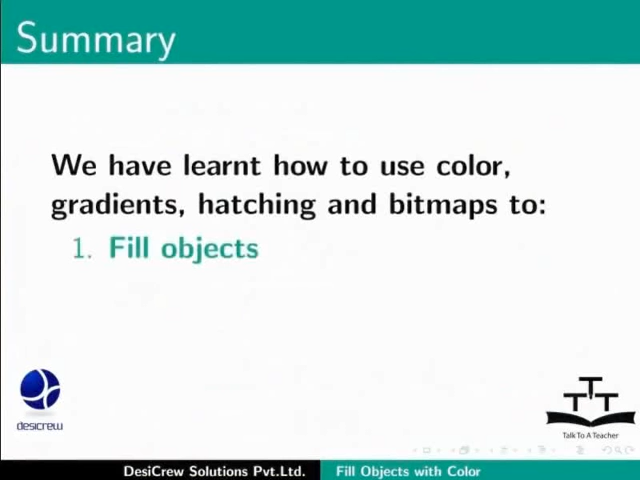 Summary
We have learnt how to use color,
gradients, hatching and bitmaps to:
1. Fill objects
desicrew
TTT
Talk To A Teacher
DesiCrew Solutions Pvt.Ltd. Fill Objects with Color